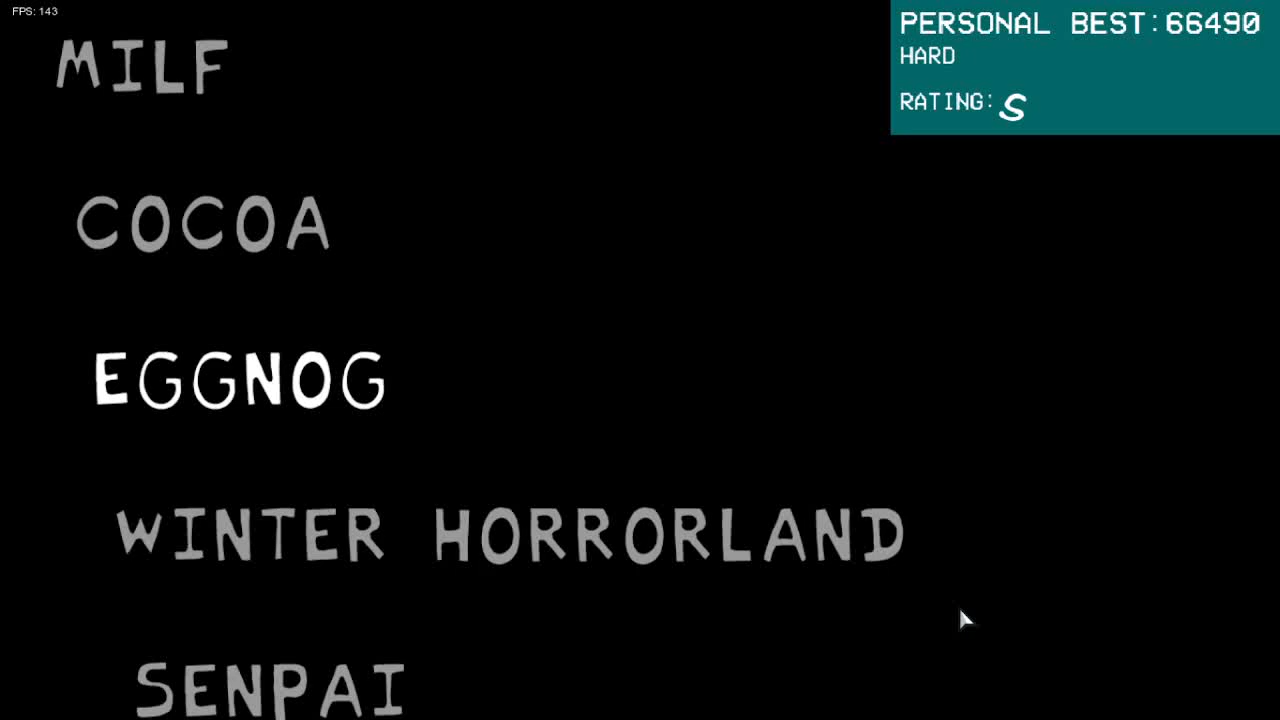 FPS: 143
PERSONAL BEST:66490
HARD
RATING: S
MILF
COCOA
EGGNOG
WINTER HORRORLAND
SENPAI